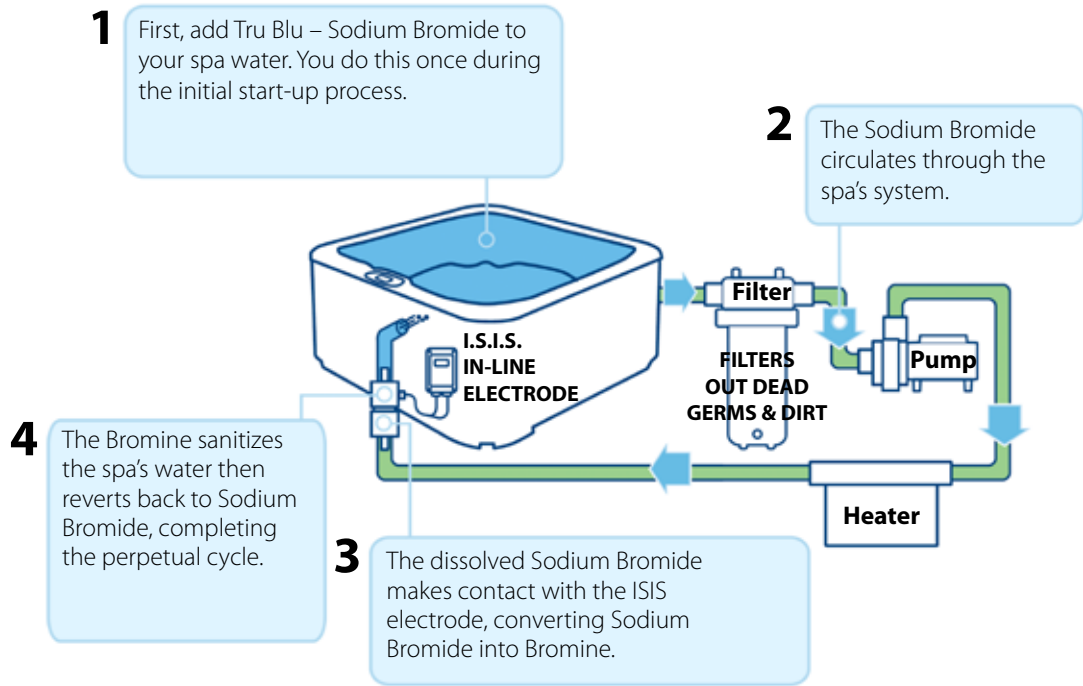 1
First, add Tru Blu – Sodium Bromide to
your spa water. You do this once during
the initial start-up process.
2
The Sodium Bromide
circulates through the
spa's system.
Filter
FILTERS
OUT DEAD
GERMS & DIRT
Pump
I.S.I.S.
IN-LINE
ELECTRODE
Heater
3
The dissolved Sodium Bromide
makes contact with the ISIS
electrode, converting Sodium
Bromide into Bromine.
4
The Bromine sanitizes
the spa's water then
reverts back to Sodium
Bromide, completing
the perpetual cycle.